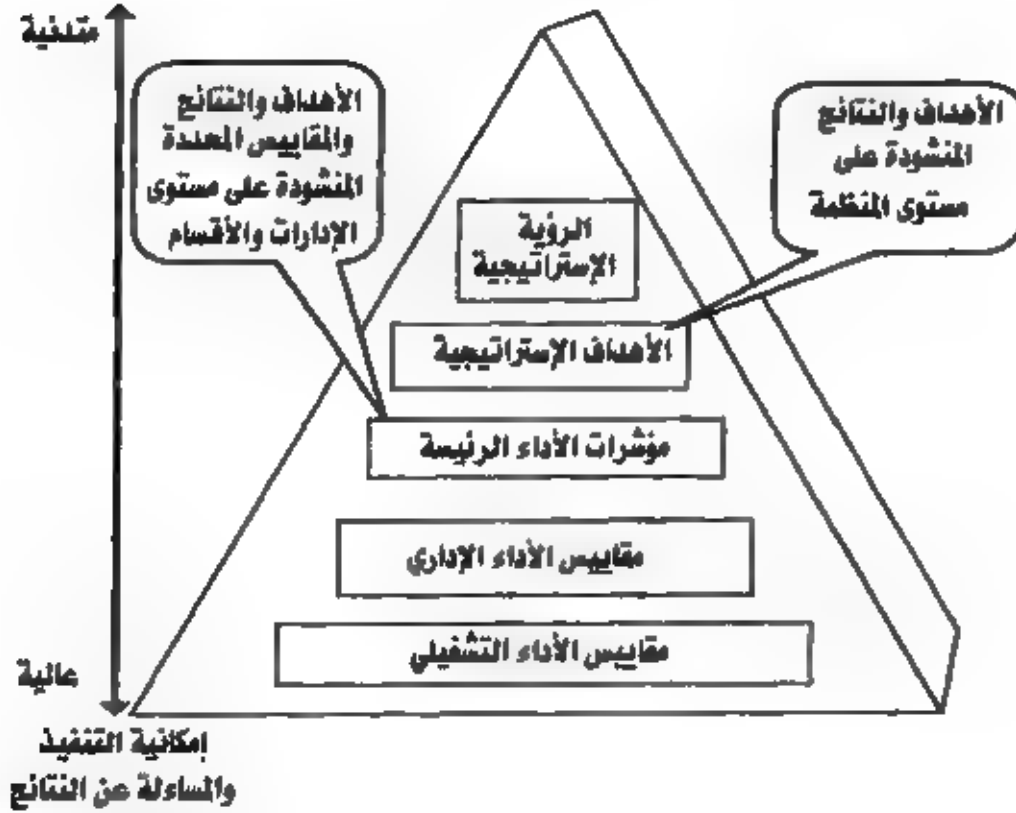 متدنية
الأهداف والنتائج
والمقاييس المحددة
المنشودة على مستوى
الإدارات والأقسام
الأهداف والنتائج
المنشودة على
مستوى المنظمة
الرؤية
الإستراتيجية
الأهداف الإستراتيجية
مؤشرات الأداء الرئيسة
مقاييس الأداء الإداري
مقاييس الأداء التشغيلي
عالية
إمكانية التنفيذ
والمساءلة عن النتائج